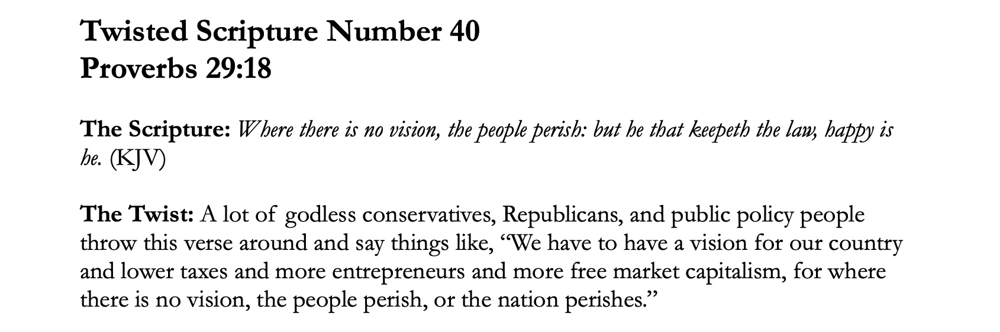 Twisted Scripture Number 40
Proverbs 29:18
The Scripture: Where there is no vision, the people perish: but he that keepeth the law, happy is
he. (KJV)
The Twist: A lot of godless conservatives, Republicans, and public policy people
throw this verse around and say things like, “We have to have a vision for our country
and lower taxes and more entrepreneurs and more free market capitalism, for where
there is no vision, the people perish, or the nation perishes.”